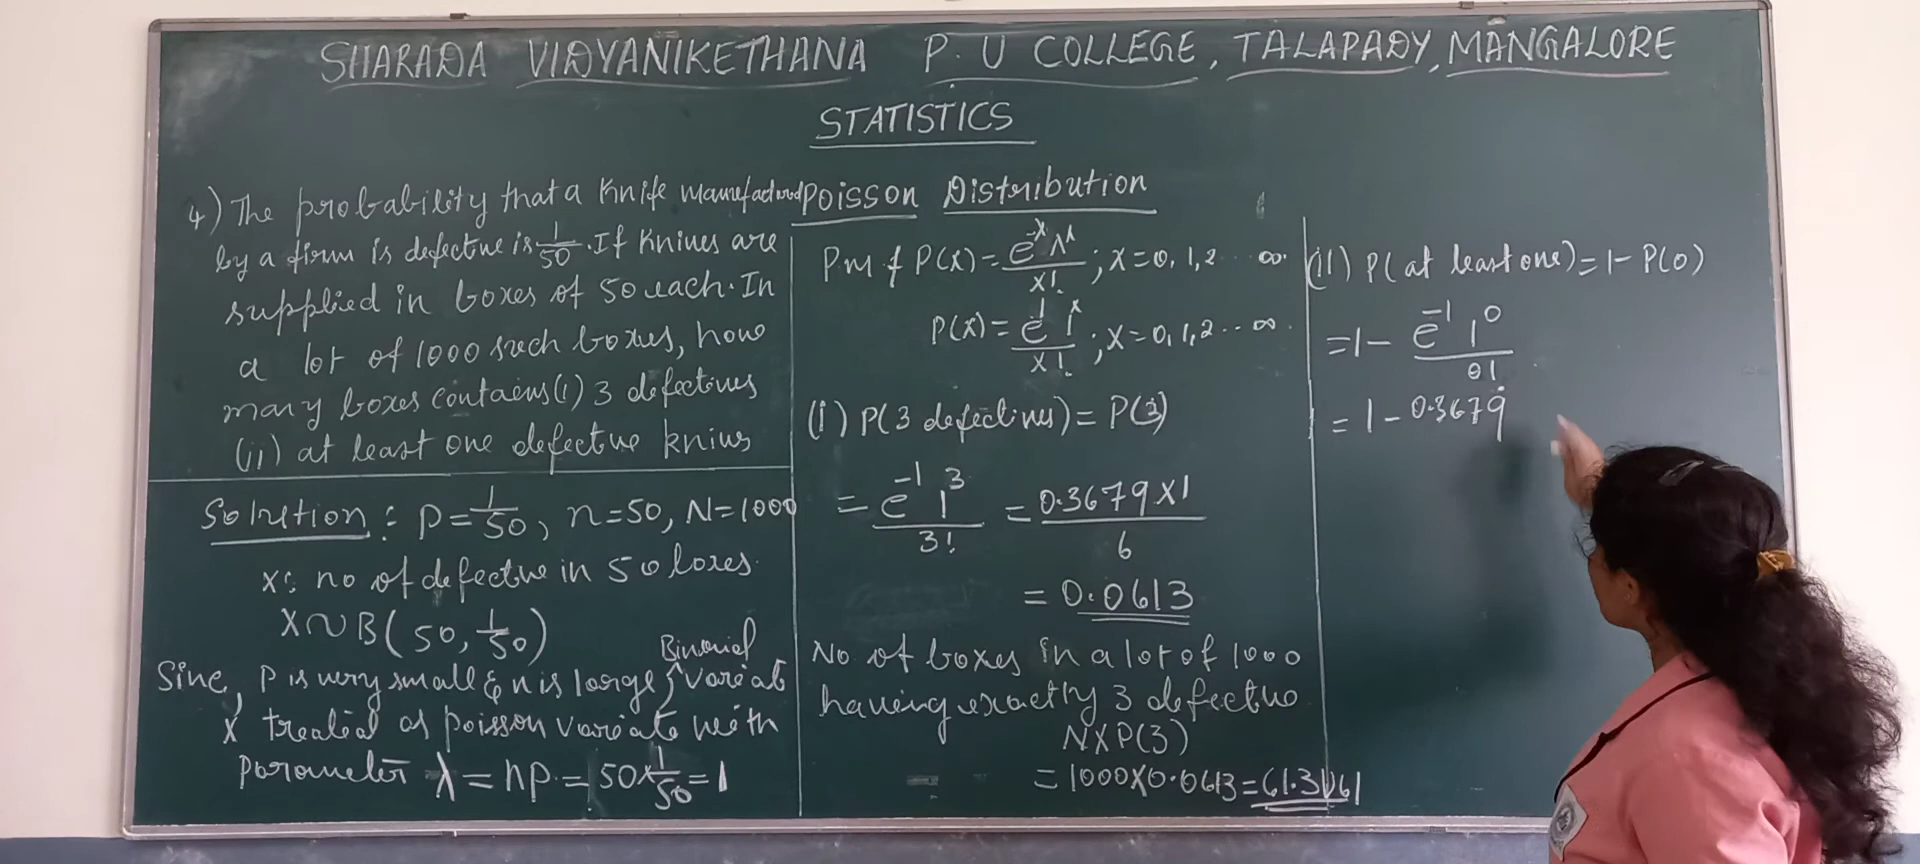 SHARADA VIDYANIKETHANA P.U COLLEGE, TALAPADY, MANGALORE
STATISTICS
4) The probability that a Knife manufactured
by a firm is defective is 1/50. If Knives are
supplied in boxes of 50 each. In
a lot of 1000 such boxes, how
many boxes contains (i) 3 defectives
(ii) at least one defective knives
Solution: P=1/50, n=50, N=1000
x: no of defective in 50 boxes.
X~B(50, 1/50)
Sine, P is very small & n is large, Binomial variat
X treated as poisson variate with
Parameter λ = np = 50×1/50 = 1
POISSON Distribution
Pmf P(x) = e^-λ λ^x / x! ; x=0,1,2 ... ∞.
P(x) = e^-1 1^x / x! ; x=0,1,2 ... ∞.
(i) P(3 defectives) = P(3)
= e^-1 1^3 / 3! = 0.3679 x 1 / 6
= 0.0613
No. of boxes in a lot of 1000
having exactly 3 defective
N x P(3)
= 1000 x 0.0613 = 61.3 61
(ii) P(at least one) = 1 - P(0)
= 1 - e^-1 1^0 / 0!
= 1 - 0.3679